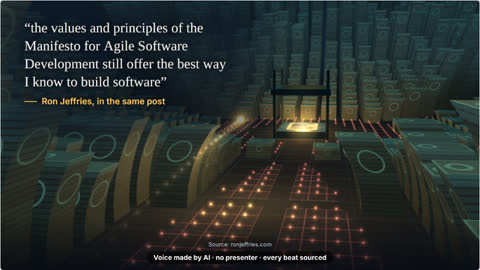 “the values and principles of the
Manifesto for Agile Software
Development still offer the best way
I know to build software”
— Ron Jeffries, in the same post
Source: ronjeffries.com
Voice made by AI · no presenter · every beat sourced